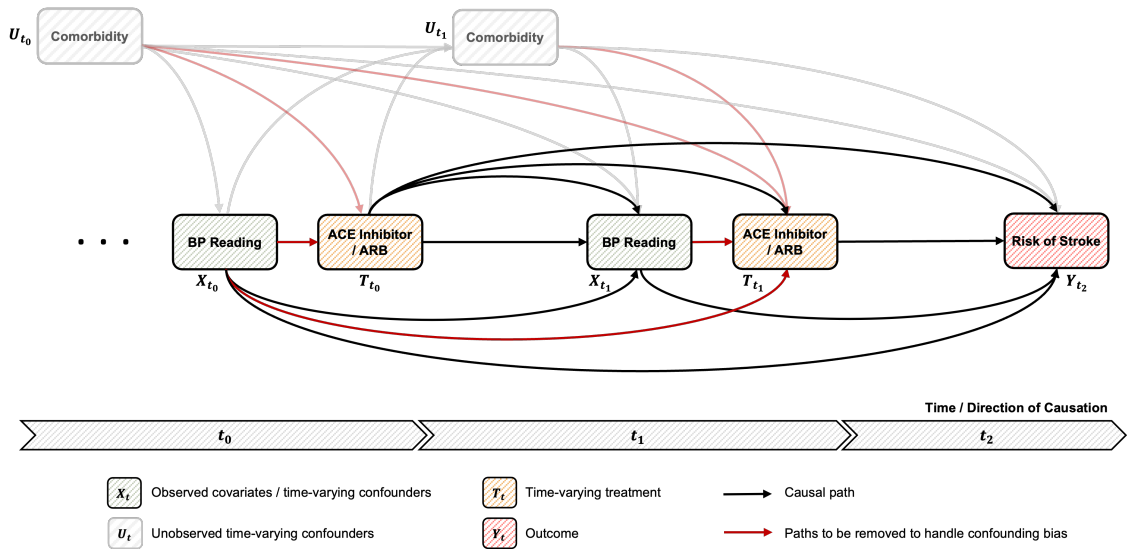 U_{t_0}
Comorbidity
U_{t_1}
Comorbidity
BP Reading
ACE Inhibitor
/ ARB
BP Reading
ACE Inhibitor
/ ARB
Risk of Stroke
X_{t_0}
T_{t_0}
X_{t_1}
T_{t_1}
Y_{t_2}
Time / Direction of Causation
t_0
t_1
t_2
X_t
Observed covariates / time-varying confounders
T_t
Time-varying treatment
Causal path
U_t
Unobserved time-varying confounders
Y_t
Outcome
Paths to be removed to handle confounding bias